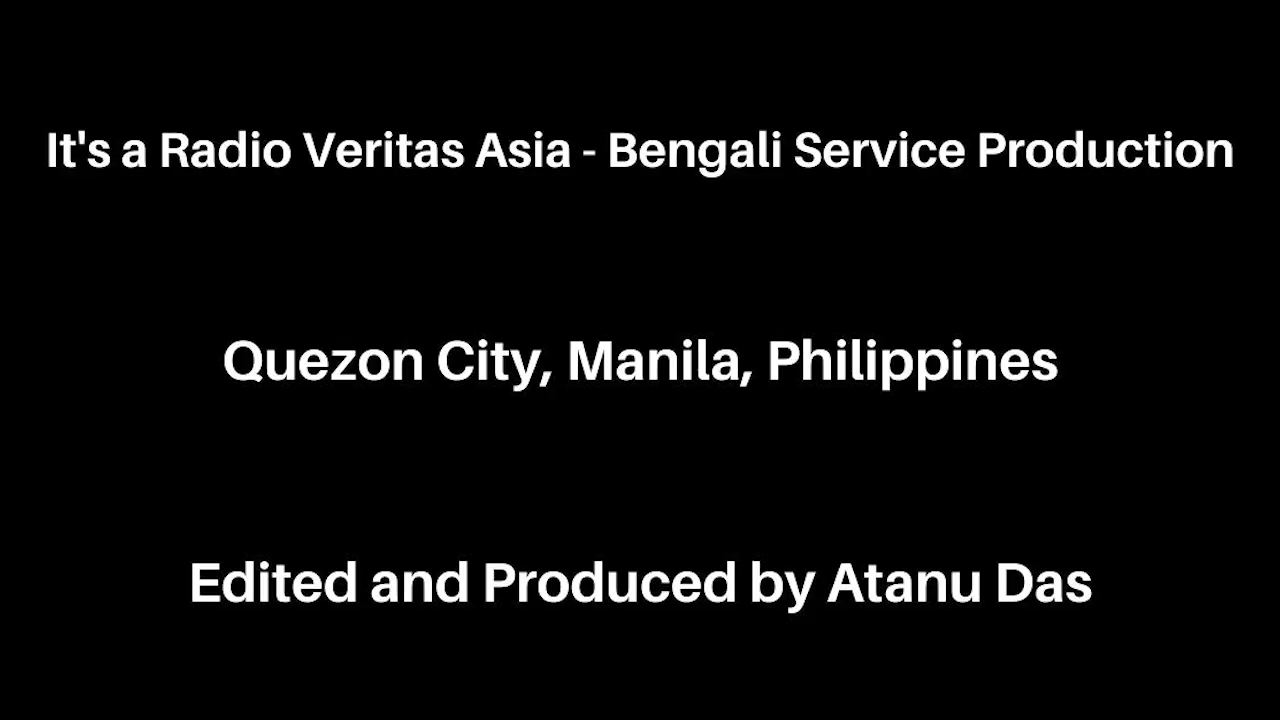 It's a Radio Veritas Asia - Bengali Service Production
Quezon City, Manila, Philippines
Edited and Produced by Atanu Das